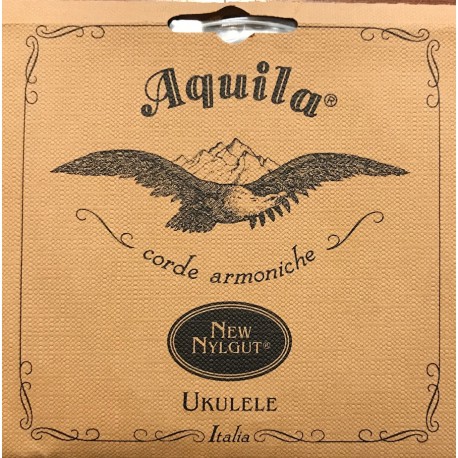 Aquila®
corde armoniche
NEW
NYLGUT®
UKULELE
Italia